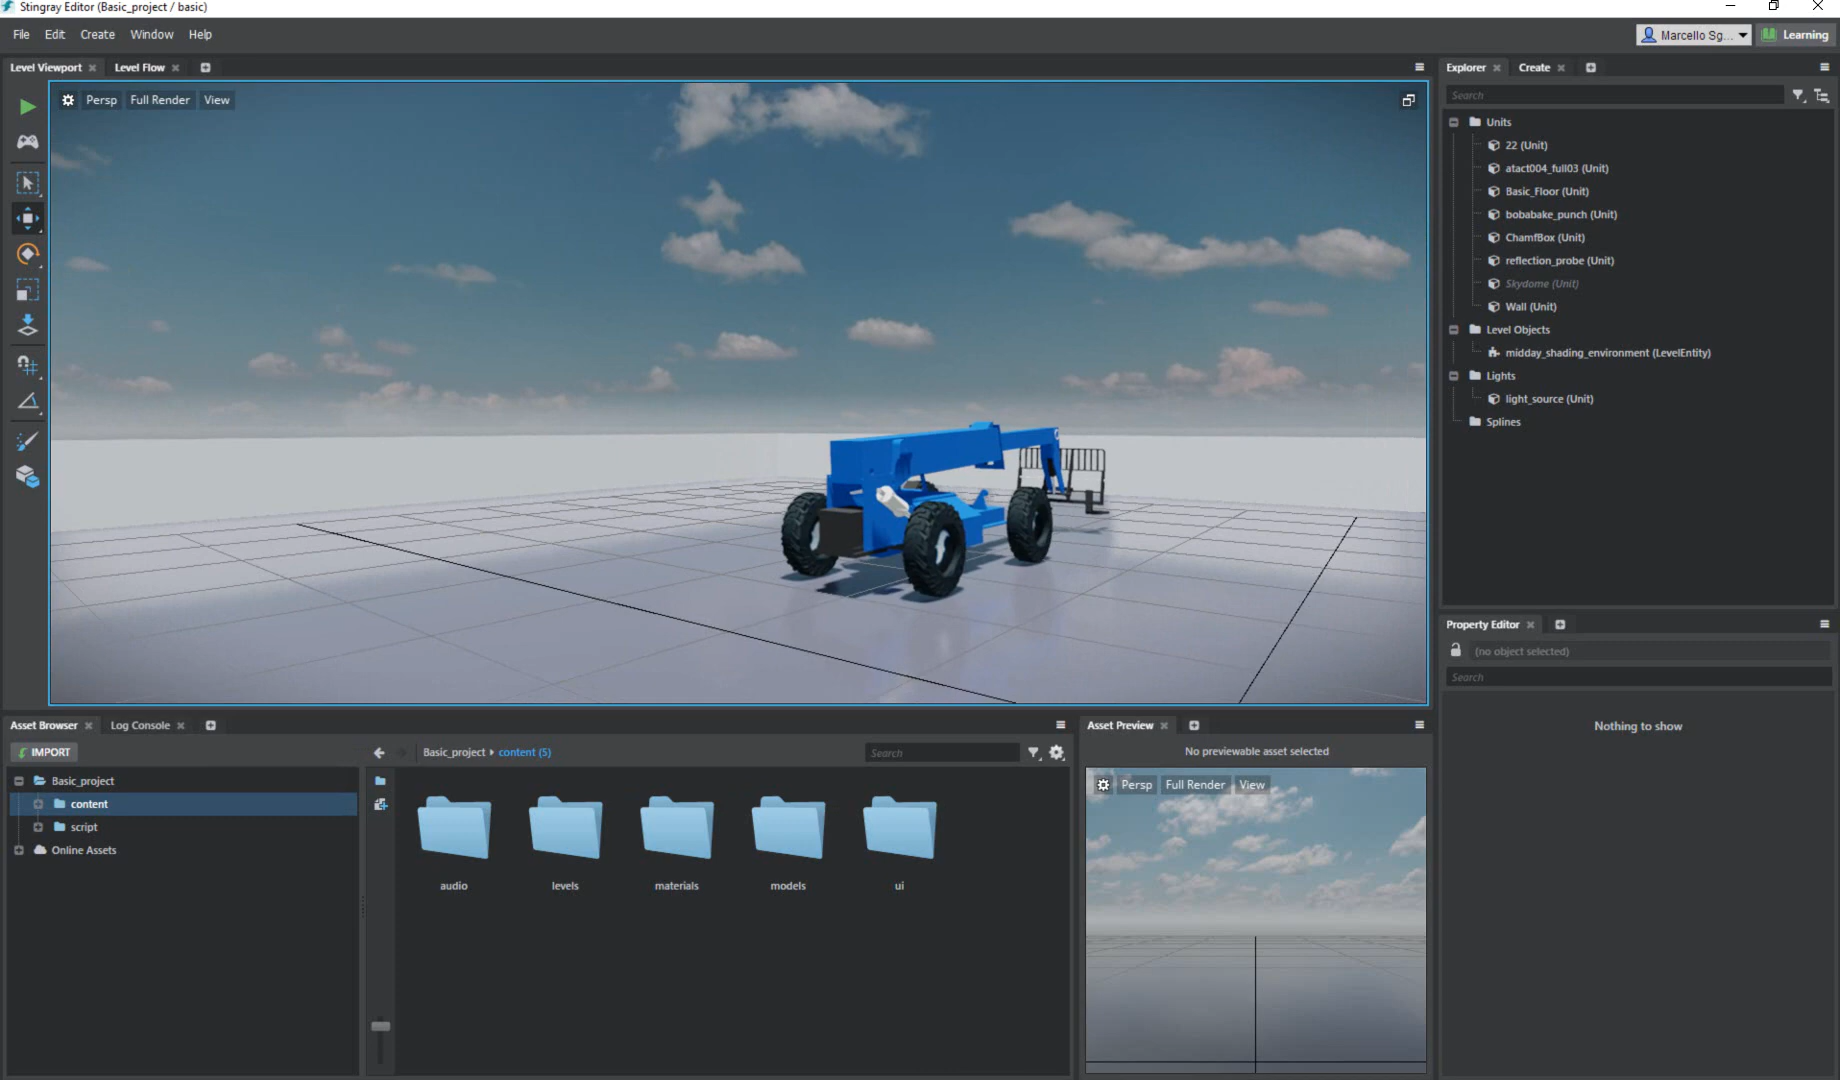 Stingray Editor (Basic_project / basic)
File Edit Create Window Help
Marcello Sg... Learning
Level Viewport Level Flow
Persp Full Render View
Explorer Create
Search
Units
22 (Unit)
atact004_full03 (Unit)
Basic_Floor (Unit)
bobabake_punch (Unit)
ChamfBox (Unit)
reflection_probe (Unit)
Skydome (Unit)
Wall (Unit)
Level Objects
midday_shading_environment (LevelEntity)
Lights
light_source (Unit)
Splines
Property Editor
(no object selected)
Search
Nothing to show
Asset Browser Log Console
IMPORT
Basic_project
content
script
Online Assets
Basic_project content (5)
Search
audio levels materials models ui
Asset Preview
No previewable asset selected
Persp Full Render View